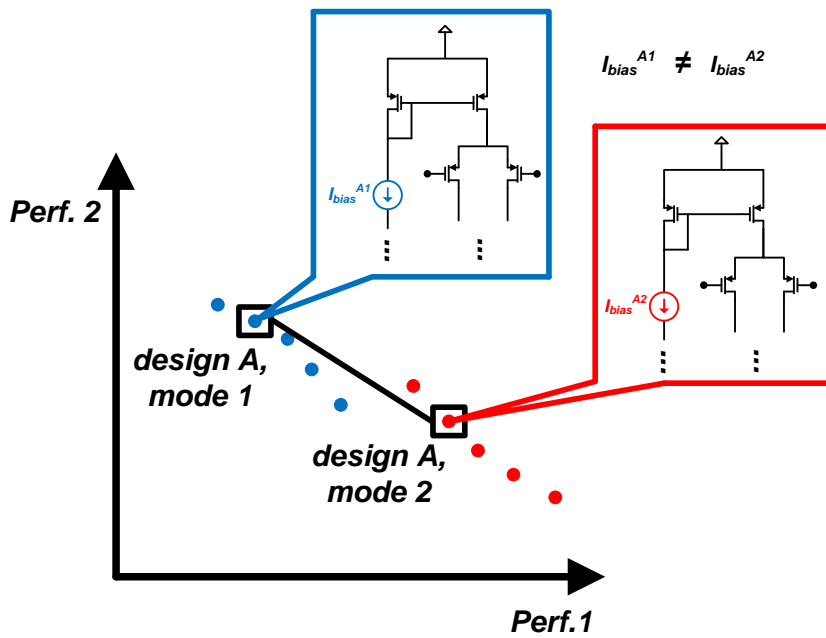 I_bias^A1 ≠ I_bias^A2
Perf. 2
I_bias^A1
I_bias^A2
design A,
mode 1
design A,
mode 2
Perf.1